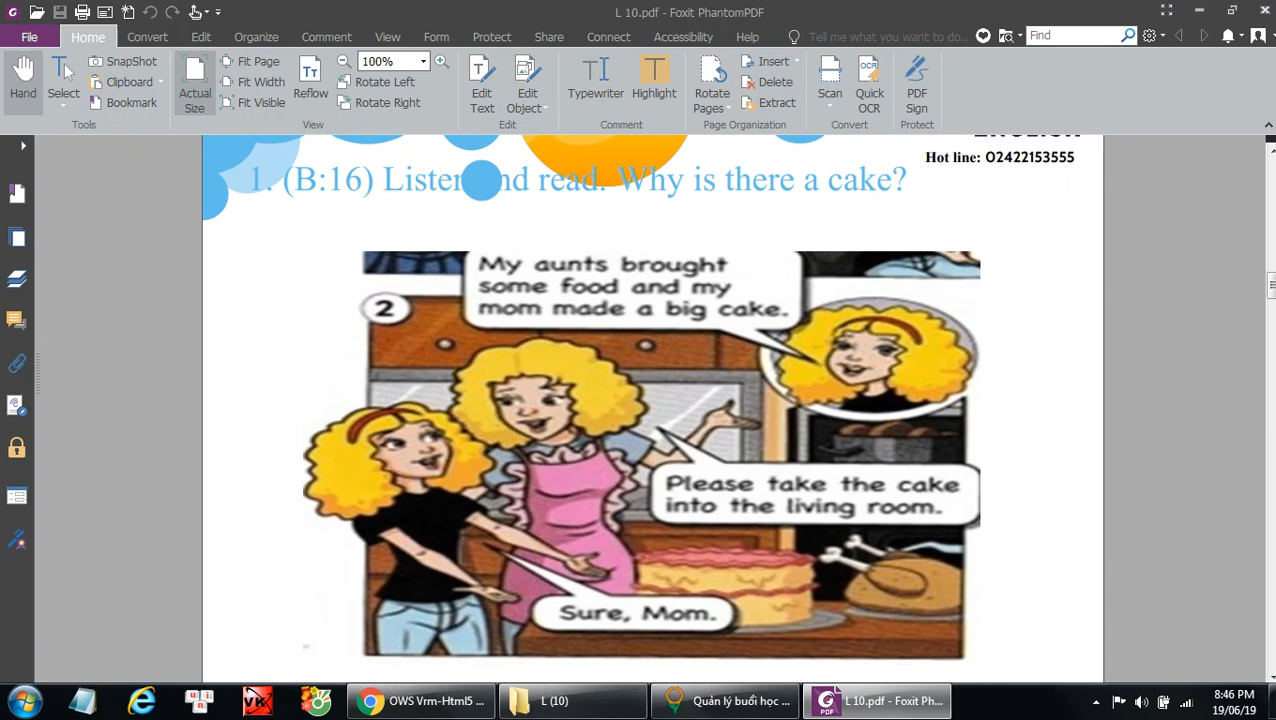 L 10.pdf - Foxit PhantomPDF
File Home Convert Edit Organize Comment View Form Protect Share Connect Accessibility Help Tell me what you want to do... Find
Hand
Select
SnapShot
Clipboard
Bookmark
Tools
Actual Size
Fit Page
Fit Width
Fit Visible
Reflow
100%
Rotate Left
Rotate Right
View
Edit Text
Edit Object
Edit
Typewriter
Highlight
Comment
Rotate Pages
Insert
Delete
Extract
Page Organization
Scan
Quick OCR
Convert
PDF Sign
Protect
Hot line: 02422153555
1. (B:16) Listen and read. Why is there a cake?
My aunts brought
some food and my
mom made a big cake.
2
Please take the cake
into the living room.
Sure, Mom.
OWS Vrm-Html5 ...
L (10)
Quản lý buổi học ...
L 10.pdf - Foxit Ph...
8:46 PM
19/06/19